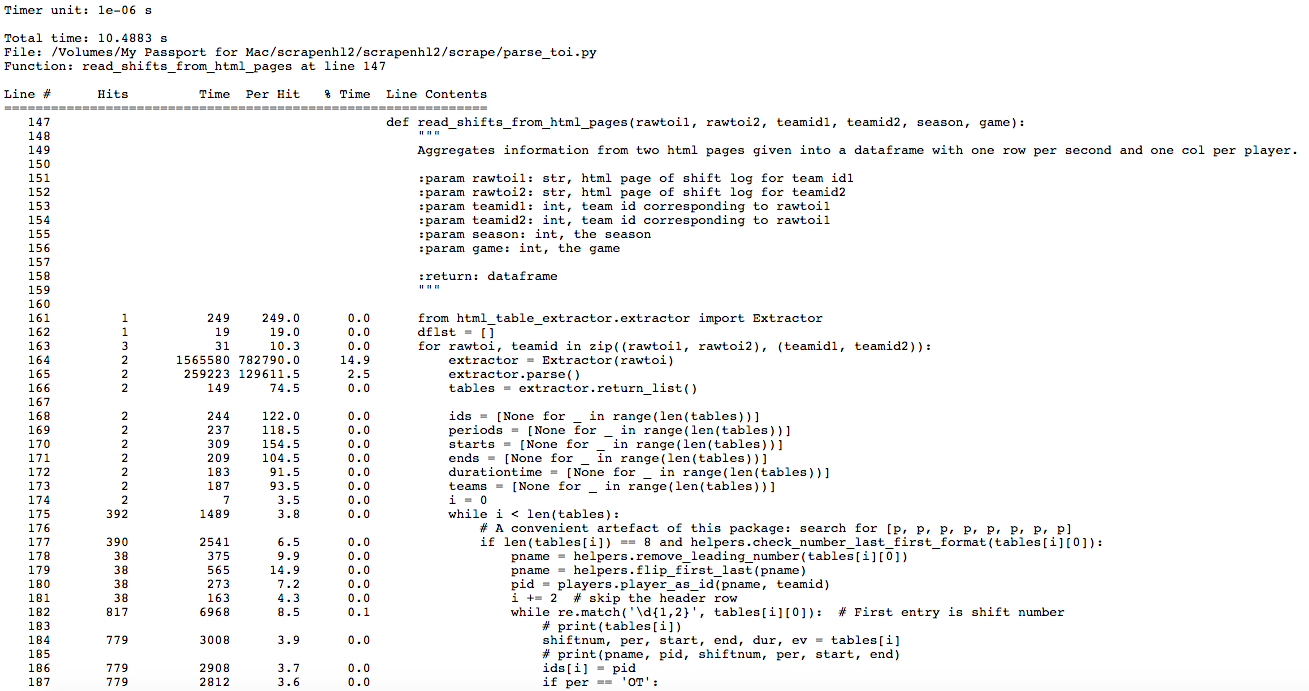 Timer unit: 1e-06 s

Total time: 10.4883 s
File: /Volumes/My Passport for Mac/scrapenhl2/scrapenhl2/scrape/parse_toi.py
Function: read_shifts_from_html_pages at line 147

Line #      Hits         Time  Per Hit   % Time  Line Contents
==============================================================
   147                                           def read_shifts_from_html_pages(rawtoi1, rawtoi2, teamid1, teamid2, season, game):
   148                                               """
   149                                               Aggregates information from two html pages given into a dataframe with one row per second and one col per player.
   150
   151                                               :param rawtoi1: str, html page of shift log for team id1
   152                                               :param rawtoi2: str, html page of shift log for teamid2
   153                                               :param teamid1: int, team id corresponding to rawtoi1
   154                                               :param teamid2: int, team id corresponding to rawtoi1
   155                                               :param season: int, the season
   156                                               :param game: int, the game
   157
   158                                               :return: dataframe
   159                                               """
   160
   161         1          249    249.0      0.0      from html_table_extractor.extractor import Extractor
   162         1           19     19.0      0.0      dflst = []
   163         3           31     10.3      0.0      for rawtoi, teamid in zip((rawtoi1, rawtoi2), (teamid1, teamid2)):
   164         2      1565580 782790.0     14.9          extractor = Extractor(rawtoi)
   165         2       259223 129611.5      2.5          extractor.parse()
   166         2          149     74.5      0.0          tables = extractor.return_list()
   167
   168         2          244    122.0      0.0          ids = [None for _ in range(len(tables))]
   169         2          237    118.5      0.0          periods = [None for _ in range(len(tables))]
   170         2          309    154.5      0.0          starts = [None for _ in range(len(tables))]
   171         2          209    104.5      0.0          ends = [None for _ in range(len(tables))]
   172         2          183     91.5      0.0          durationtime = [None for _ in range(len(tables))]
   173         2          187     93.5      0.0          teams = [None for _ in range(len(tables))]
   174         2            7      3.5      0.0          i = 0
   175       392         1489      3.8      0.0          while i < len(tables):
   176                                                       # A convenient artefact of this package: search for [p, p, p, p, p, p, p, p]
   177       390         2541      6.5      0.0              if len(tables[i]) == 8 and helpers.check_number_last_first_format(tables[i][0]):
   178        38          375      9.9      0.0                  pname = helpers.remove_leading_number(tables[i][0])
   179        38          565     14.9      0.0                  pname = helpers.flip_first_last(pname)
   180        38          273      7.2      0.0                  pid = players.player_as_id(pname, teamid)
   181        38          163      4.3      0.0                  i += 2  # skip the header row
   182       817         6968      8.5      0.1                  while re.match('\d{1,2}', tables[i][0]):  # First entry is shift number
   183                                                               # print(tables[i])
   184       779         3008      3.9      0.0                      shiftnum, per, start, end, dur, ev = tables[i]
   185                                                               # print(pname, pid, shiftnum, per, start, end)
   186       779         2908      3.7      0.0                      ids[i] = pid
   187       779         2812      3.6      0.0                      if per == 'OT':